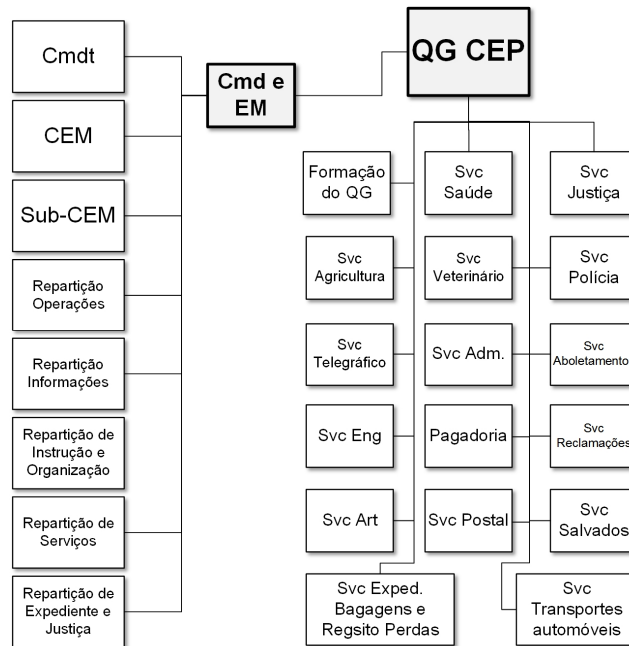 QG CEP
Cmd e
EM
Cmdt
CEM
Sub-CEM
Repartição
Operações
Repartição
Informações
Repartição de
Instrução e
Organização
Repartição de
Serviços
Repartição de
Expediente e
Justiça
Formação
do QG
Svc
Saúde
Svc
Justiça
Svc
Agricultura
Svc
Veterinário
Svc
Polícia
Svc
Telegráfico
Svc Adm.
Svc
Aboletamento
Svc Eng
Pagadoria
Svc
Reclamações
Svc Art
Svc Postal
Svc
Salvados
Svc Exped.
Bagagens e
Regsito Perdas
Svc
Transportes
automóveis